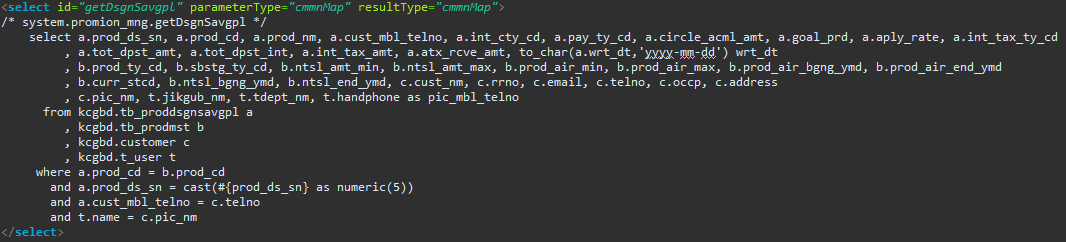 <select id="getDsgnSavgpl" parameterType="cmmnMap" resultType="cmmnMap">
/* system.promion_mng.getDsgnSavgpl */
select a.prod_ds_sn, a.prod_cd, a.prod_nm, a.cust_mbl_telno, a.int_cty_cd, a.pay_ty_cd, a.circle_acml_amt, a.goal_prd, a.aply_rate, a.int_tax_ty_cd
, a.tot_dpst_amt, a.tot_dpst_int, a.int_tax_amt, a.atx_rcve_amt, to_char(a.wrt_dt,'yyyy-mm-dd') wrt_dt
, b.prod_ty_cd, b.sbstg_ty_cd, b.ntsl_amt_min, b.ntsl_amt_max, b.prod_air_min, b.prod_air_max, b.prod_air_bgng_ymd, b.prod_air_end_ymd
, b.curr_stcd, b.ntsl_bgng_ymd, b.ntsl_end_ymd, c.cust_nm, c.rrno, c.email, c.telno, c.occp, c.address
, c.pic_nm, t.jikgub_nm, t.tdept_nm, t.handphone as pic_mbl_telno
from kcgbd.tb_proddsgnsavgpl a
, kcgbd.tb_prodmst b
, kcgbd.customer c
, kcgbd.t_user t
where a.prod_cd = b.prod_cd
and a.prod_ds_sn = cast(#{prod_ds_sn} as numeric(5))
and a.cust_mbl_telno = c.telno
and t.name = c.pic_nm
</select>